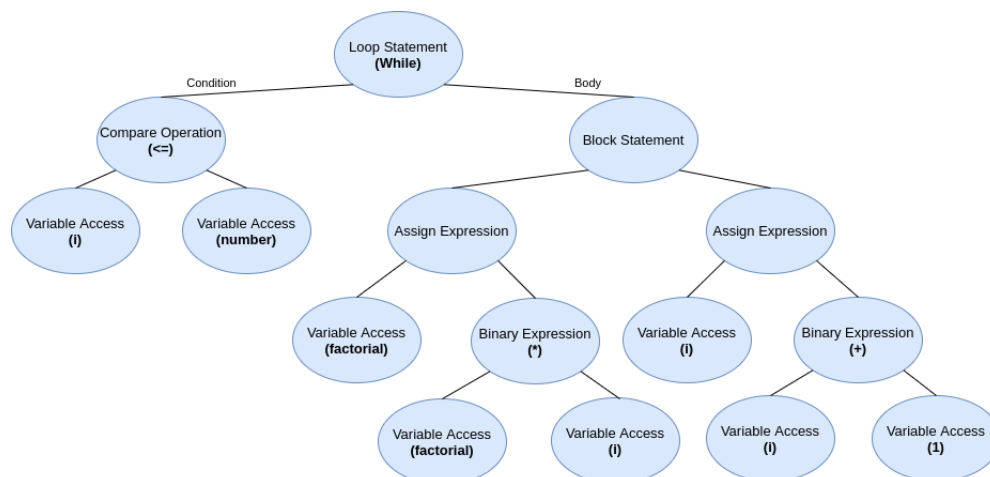 Loop Statement
(While)
Condition
Body
Compare Operation
(<=)
Block Statement
Variable Access
(i)
Variable Access
(number)
Assign Expression
Assign Expression
Variable Access
(factorial)
Binary Expression
(*)
Variable Access
(i)
Binary Expression
(+)
Variable Access
(factorial)
Variable Access
(i)
Variable Access
(i)
Variable Access
(1)